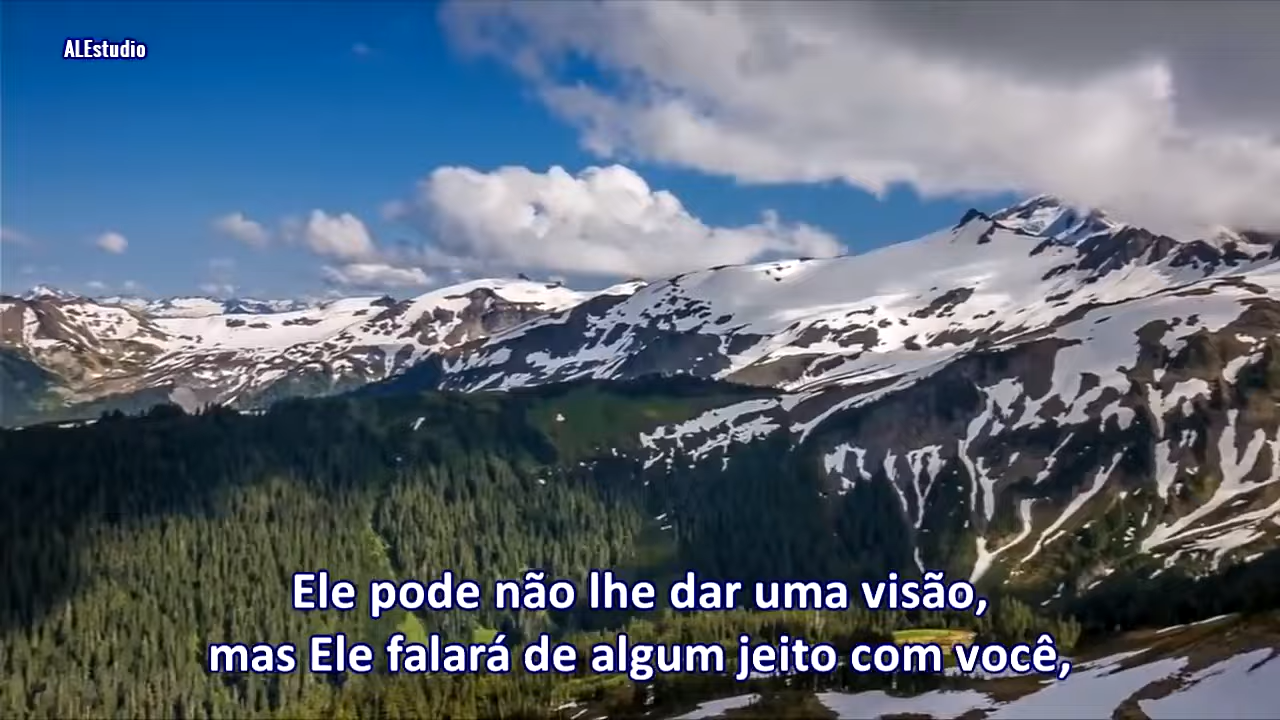 ALEstudio
Ele pode não lhe dar uma visão,
mas Ele falará de algum jeito com você,